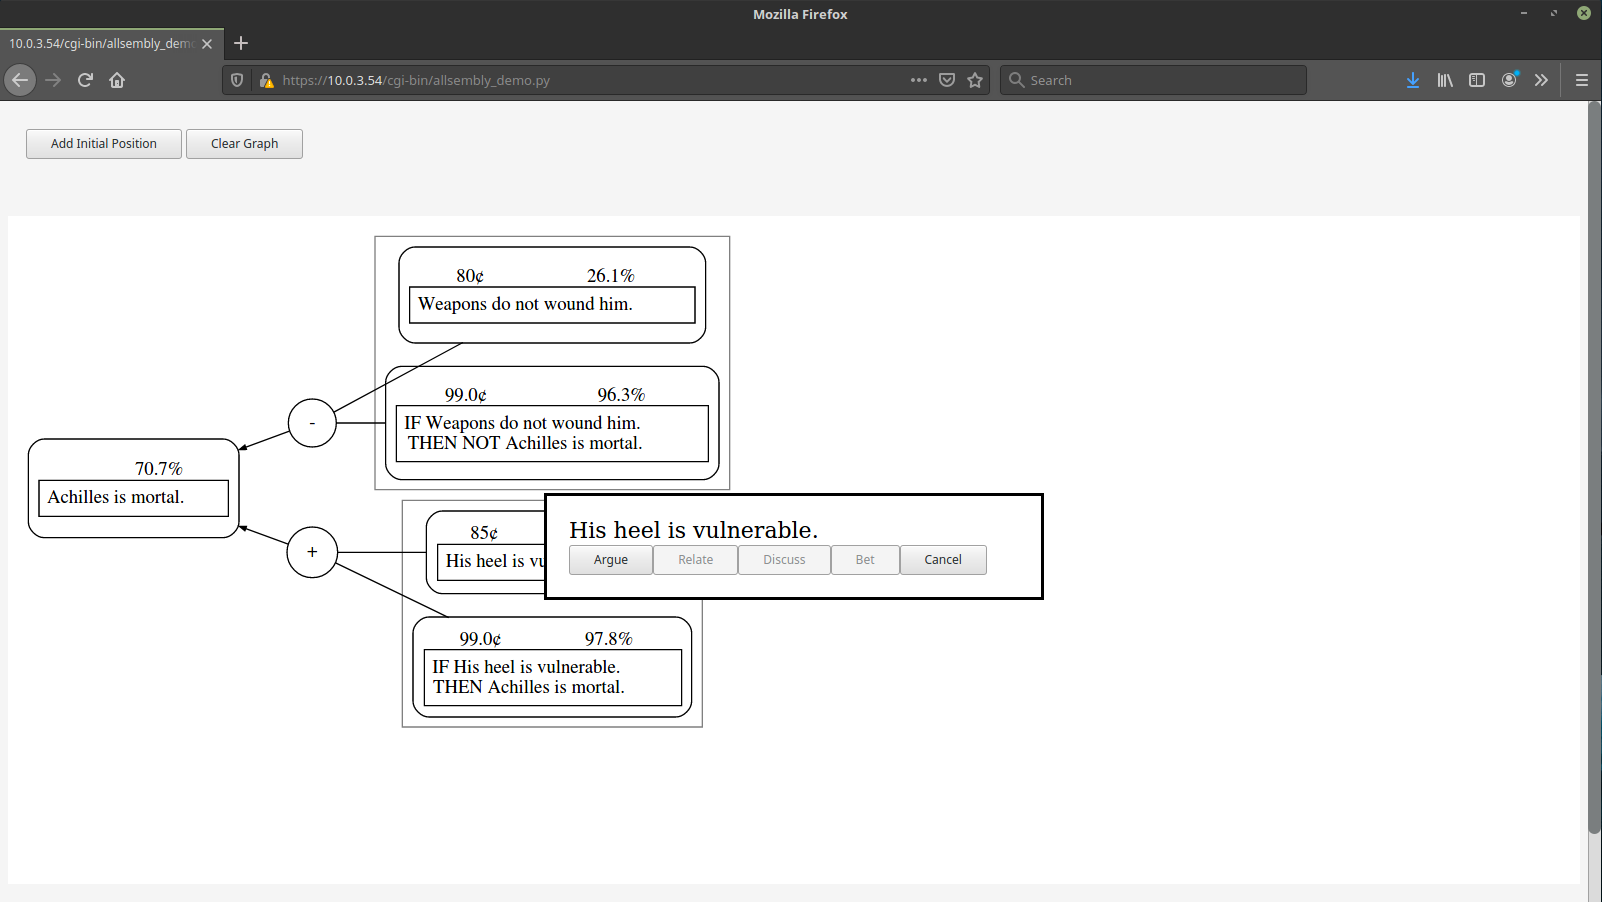 Mozilla Firefox
10.0.3.54/cgi-bin/allsembly_demo
https://10.0.3.54/cgi-bin/allsembly_demo.py
Search
Add Initial Position
Clear Graph
80¢ 26.1%
Weapons do not wound him.
99.0¢ 96.3%
IF Weapons do not wound him.
THEN NOT Achilles is mortal.
-
70.7%
Achilles is mortal.
+
85¢
His heel is vu
His heel is vulnerable.
Argue Relate Discuss Bet Cancel
99.0¢ 97.8%
IF His heel is vulnerable.
THEN Achilles is mortal.